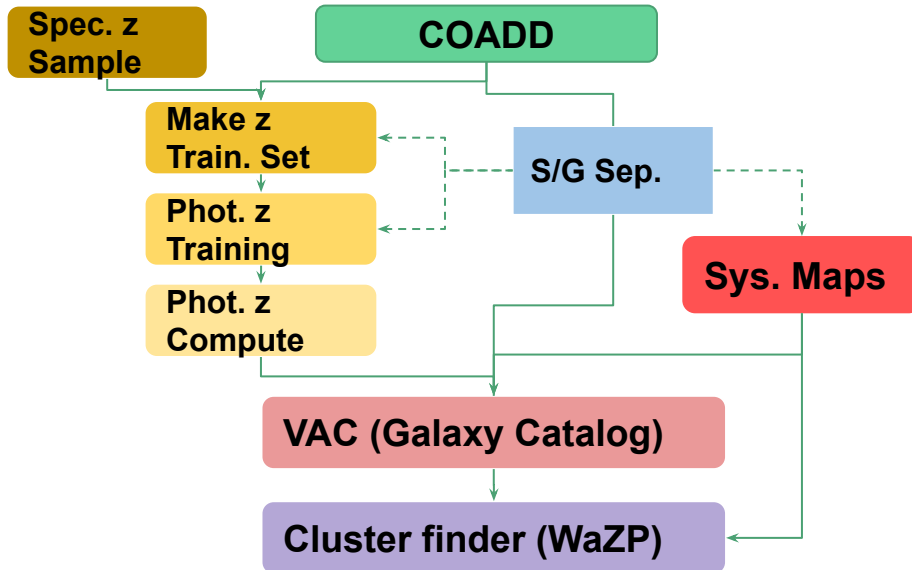 Spec. z
Sample
COADD
Make z
Train. Set
S/G Sep.
Phot. z
Training
Sys. Maps
Phot. z
Compute
VAC (Galaxy Catalog)
Cluster finder (WaZP)